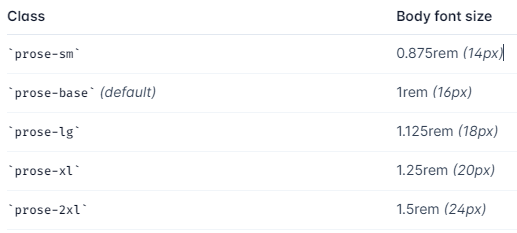 Class Body font size
`prose-sm` 0.875rem (14px)
`prose-base` (default) 1rem (16px)
`prose-lg` 1.125rem (18px)
`prose-xl` 1.25rem (20px)
`prose-2xl` 1.5rem (24px)